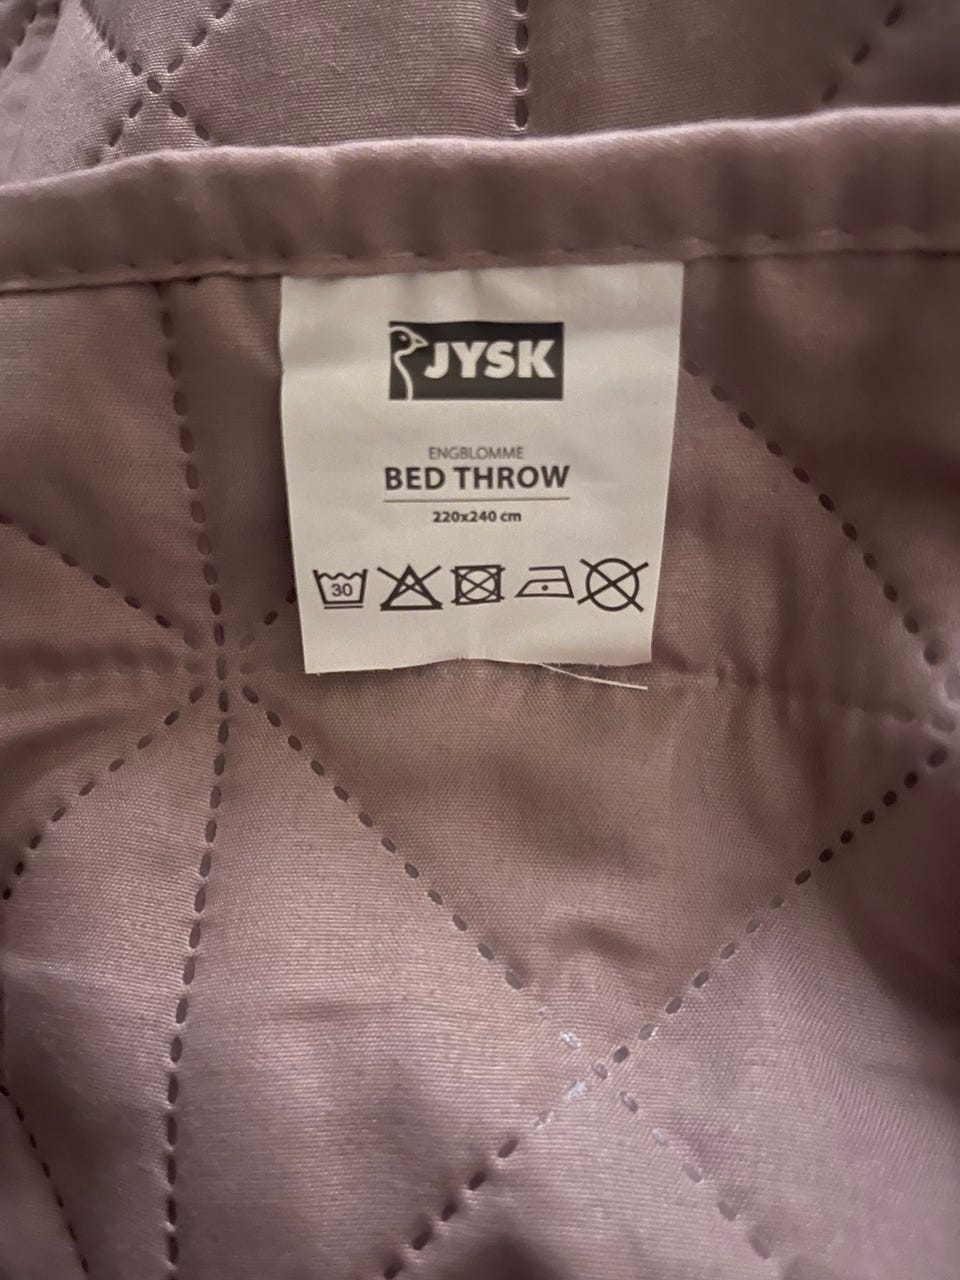 JYSK
ENGBLOMME
BED THROW
220x240 cm
30